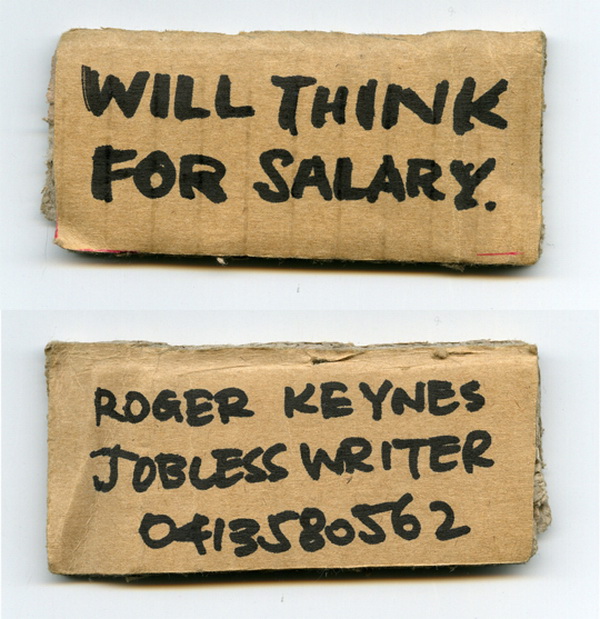 WILL THINK
FOR SALARY.
ROGER KEYNES
JOBLESS WRITER
0413580562